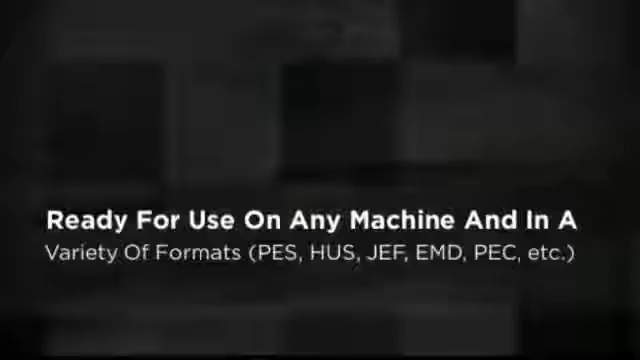 Ready For Use On Any Machine And In A
Variety Of Formats (PES, HUS, JEF, EMD, PEC, etc.)